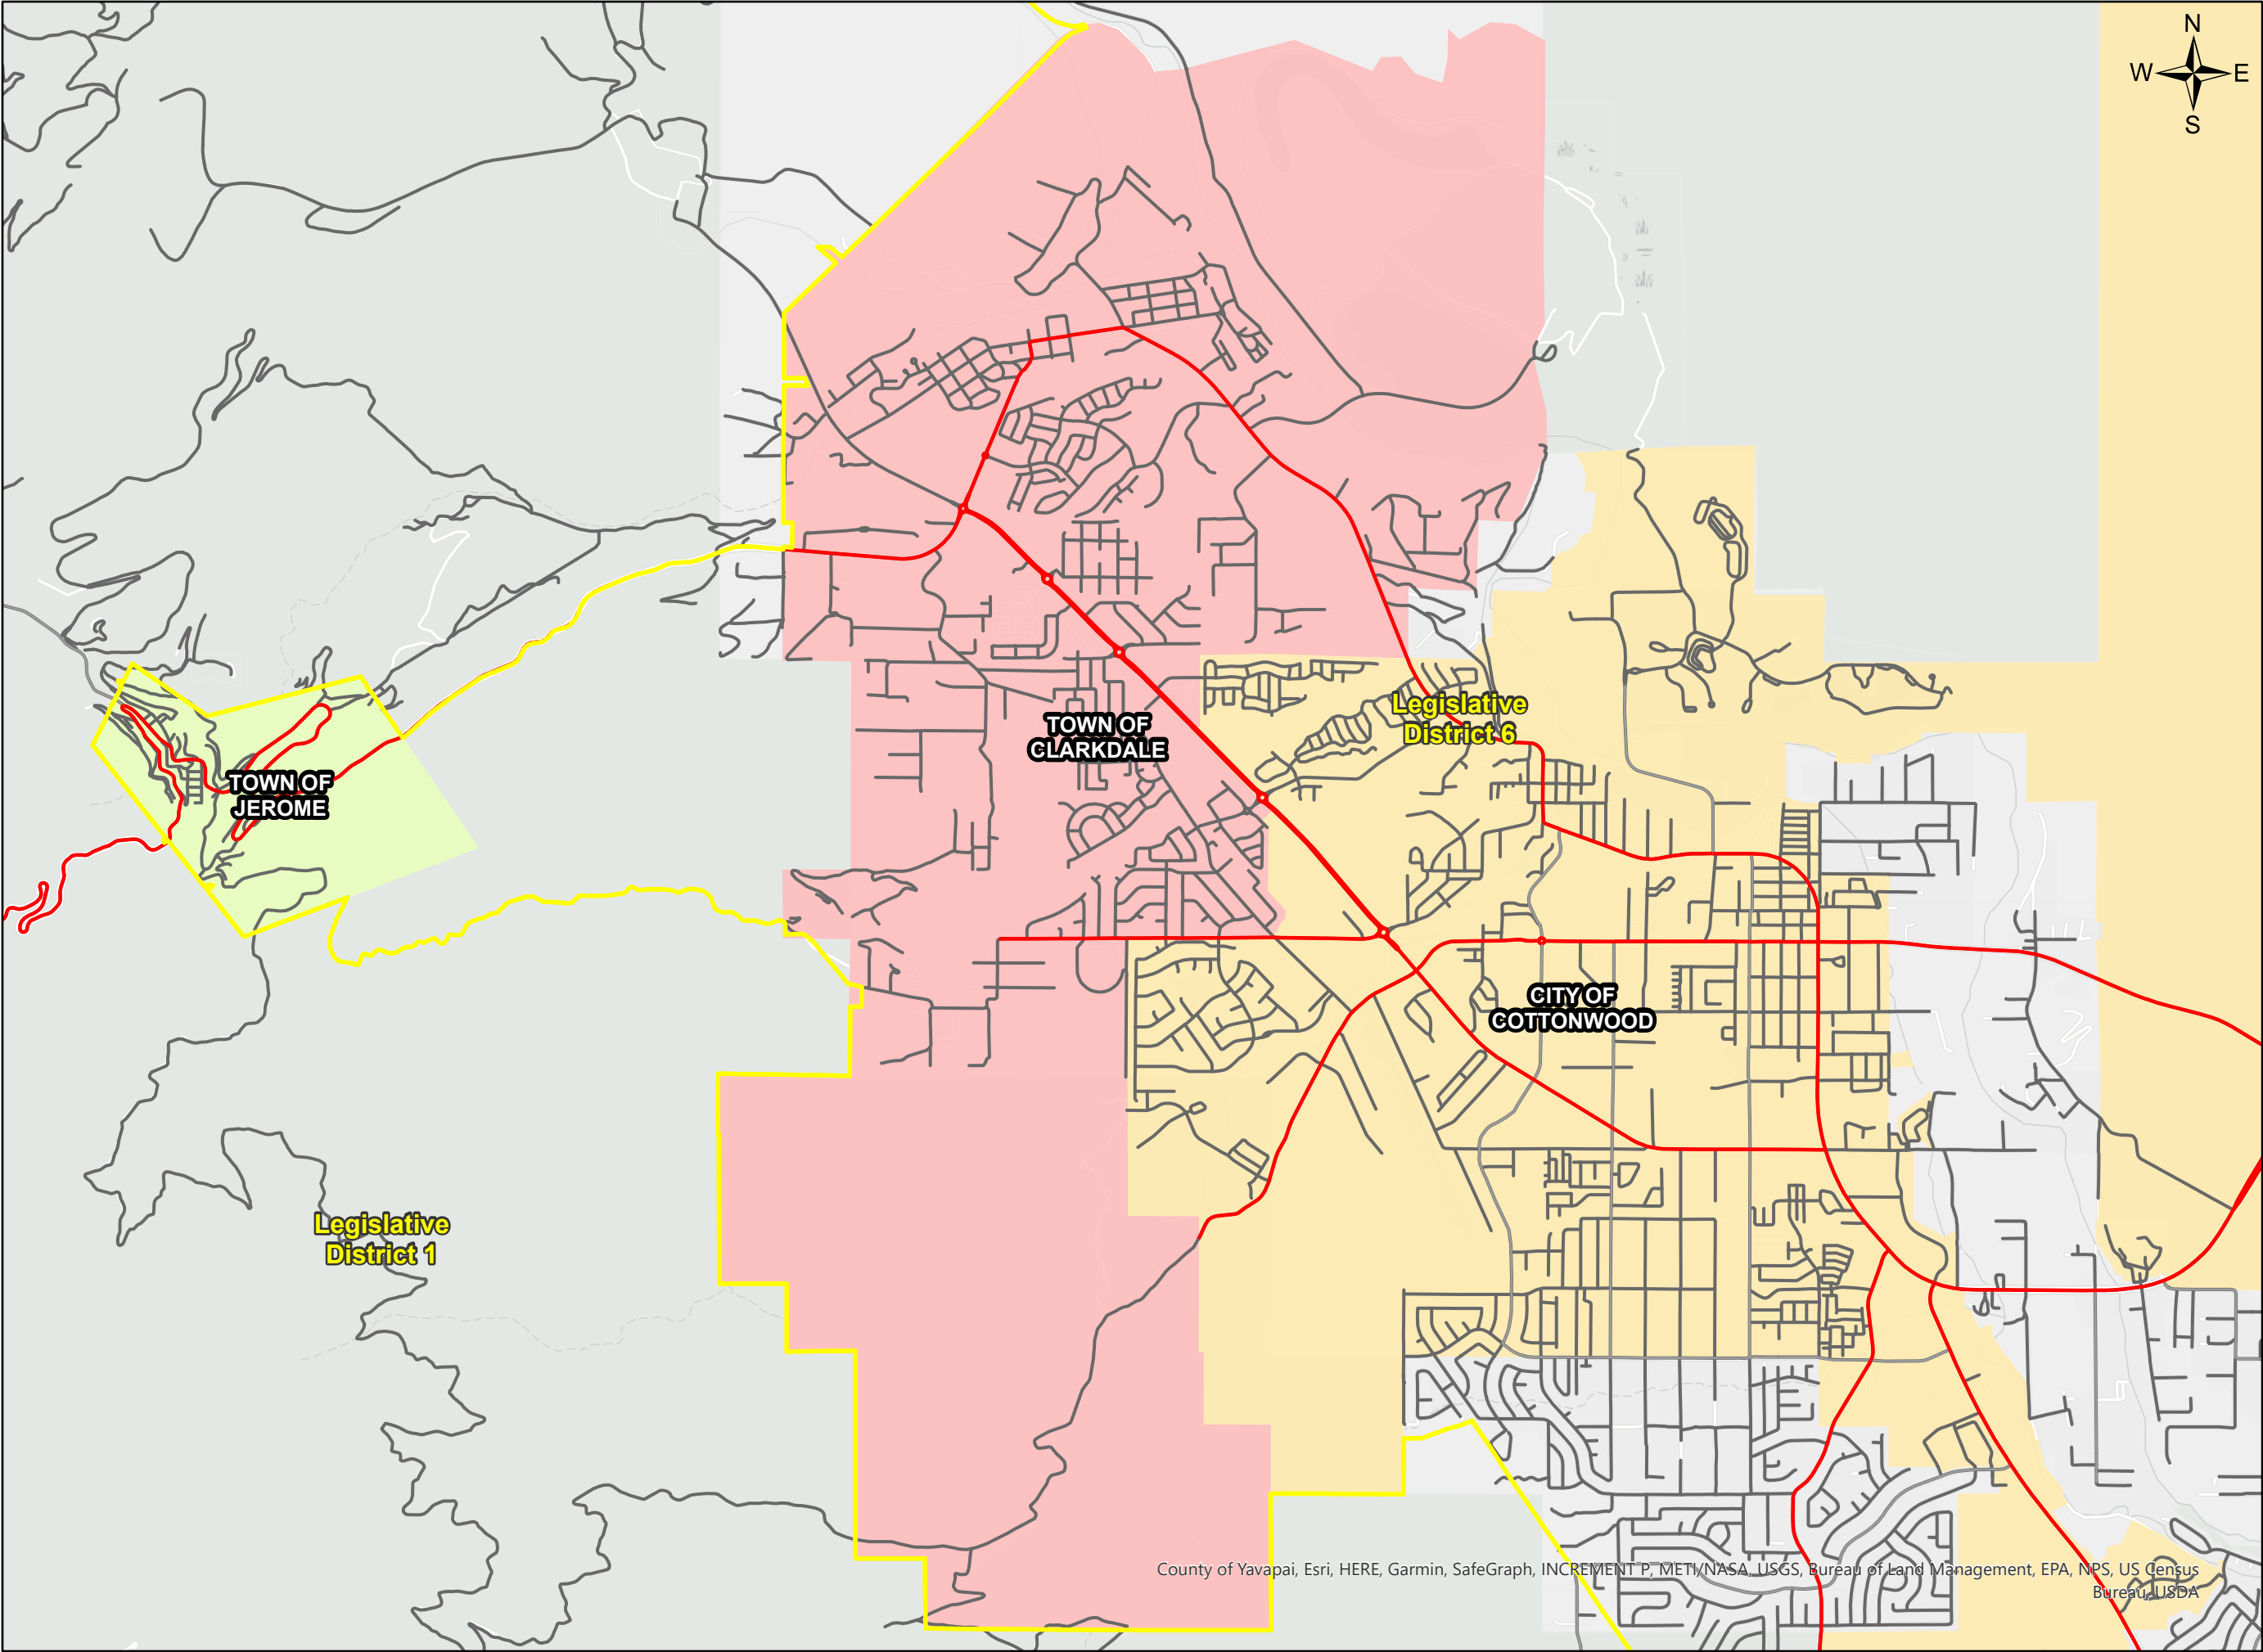 N
W E
S
Legislative
District 6
TOWN OF
CLARKDALE
TOWN OF
JEROME
CITY OF
COTTONWOOD
Legislative
District 1
County of Yavapai, Esri, HERE, Garmin, SafeGraph, INCREMENT P, METI/NASA, USGS, Bureau of Land Management, EPA, NPS, US Census
Bureau, USDA